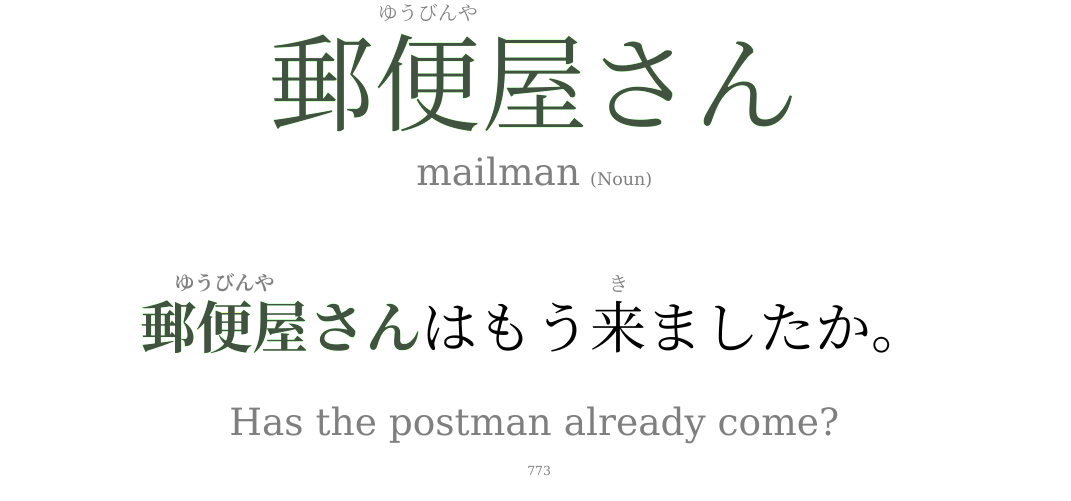 ゆうびんや
郵便屋さん
mailman (Noun)
ゆうびんや き
郵便屋さんはもう来ましたか。
Has the postman already come?
773